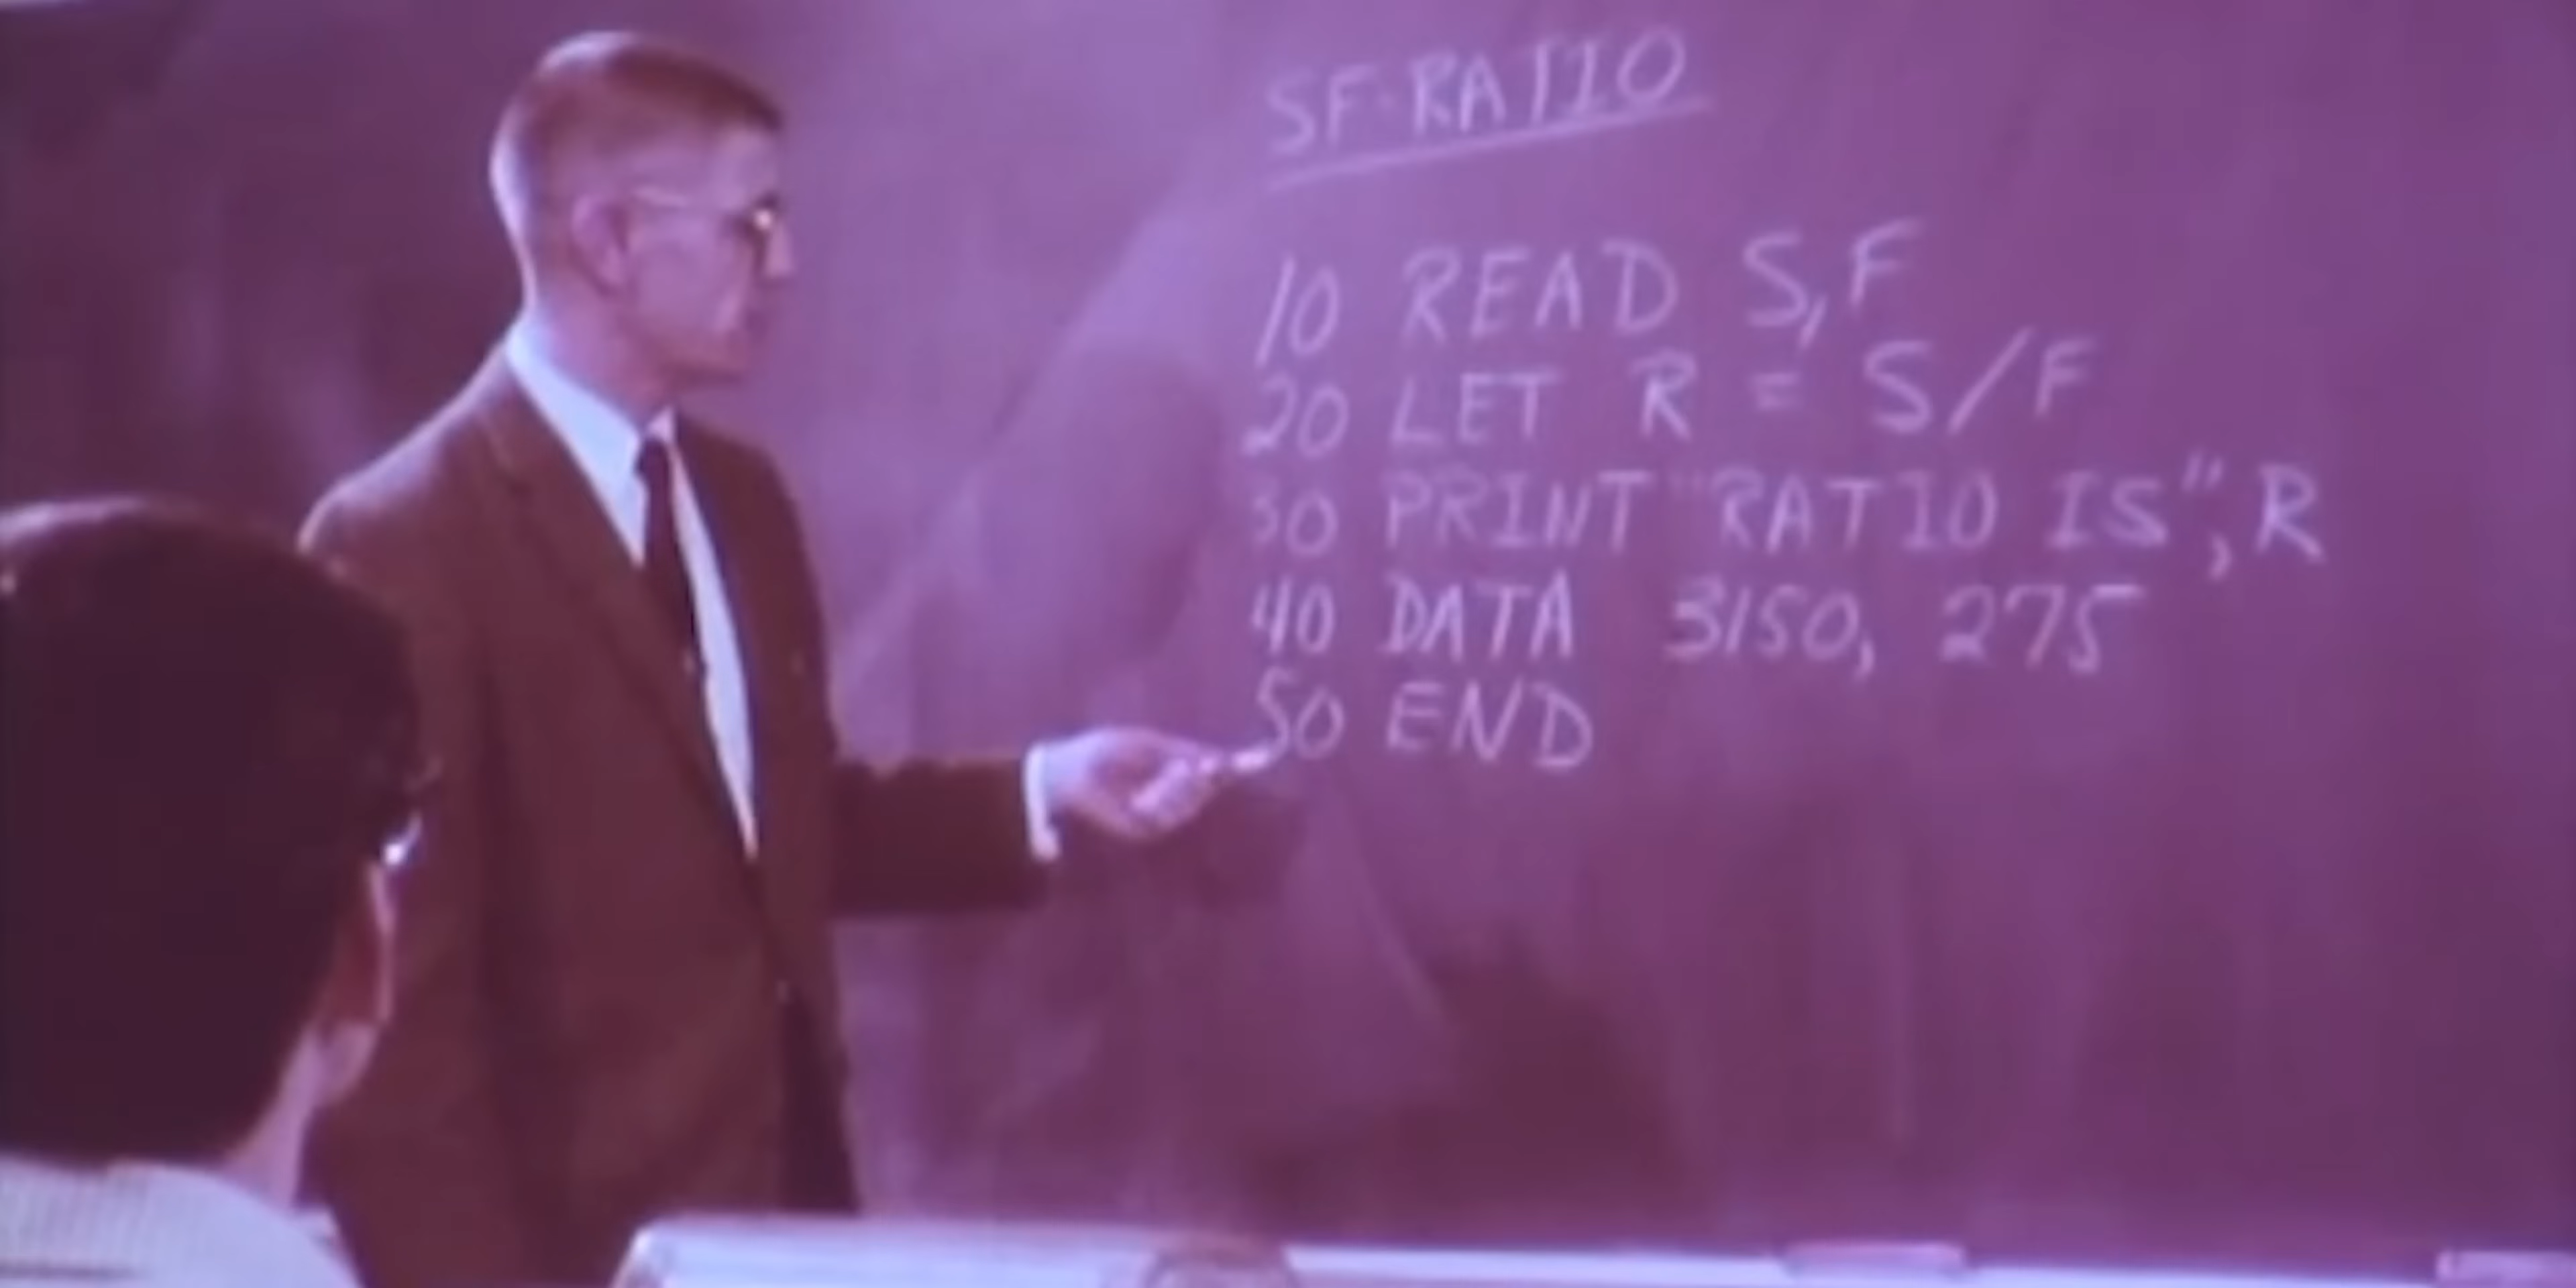 SF-RATIO
10 READ S,F
20 LET R = S/F
30 PRINT "RATIO IS", R
40 DATA 3150, 275
50 END